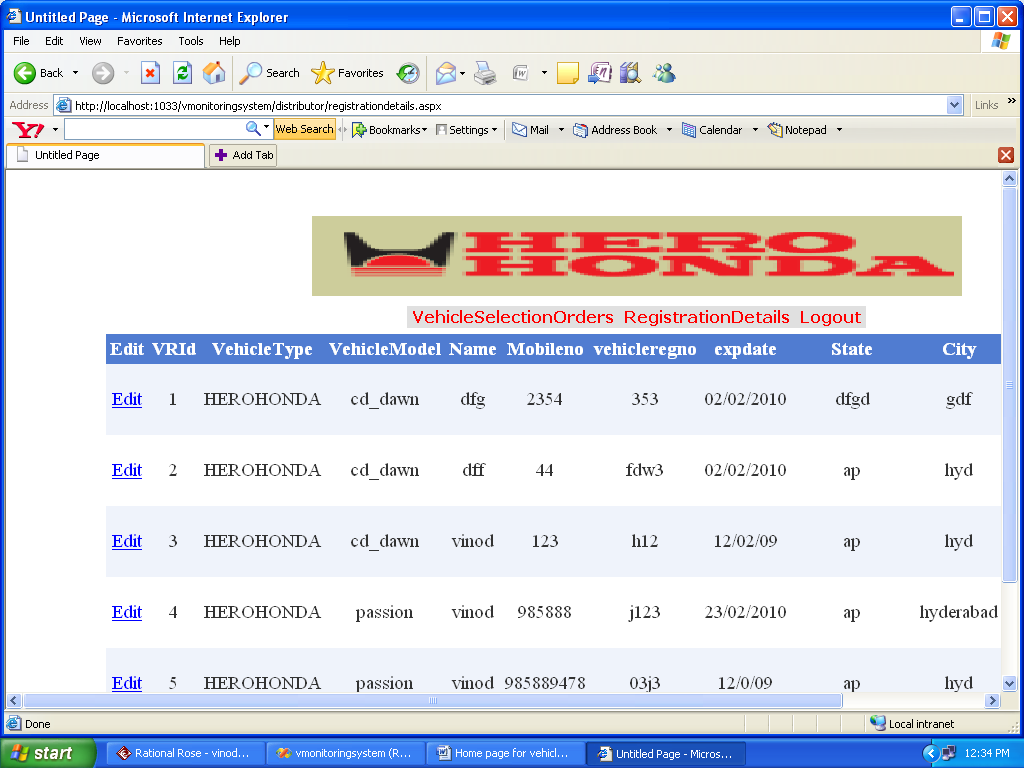 Untitled Page - Microsoft Internet Explorer
File Edit View Favorites Tools Help
Back Search Favorites
Address http://localhost:1033/vmonitoringsystem/distributor/registrationdetails.aspx Links »
Y! Web Search Bookmarks Settings Mail Address Book Calendar Notepad
Untitled Page Add Tab
HERO
HONDA
VehicleSelectionOrders RegistrationDetails Logout
Edit VRId VehicleType VehicleModel Name Mobileno vehicleregno expdate State City
Edit 1 HEROHONDA cd_dawn dfg 2354 353 02/02/2010 dfgd gdf
Edit 2 HEROHONDA cd_dawn dff 44 fdw3 02/02/2010 ap hyd
Edit 3 HEROHONDA cd_dawn vinod 123 h12 12/02/09 ap hyd
Edit 4 HEROHONDA passion vinod 985888 j123 23/02/2010 ap hyderabad
Edit 5 HEROHONDA passion vinod 985889478 03j3 12/0/09 ap hyd
Done Local intranet
start Rational Rose - vinod... vmonitoringsystem (R... Home page for vehicl... Untitled Page - Micros... 12:34 PM